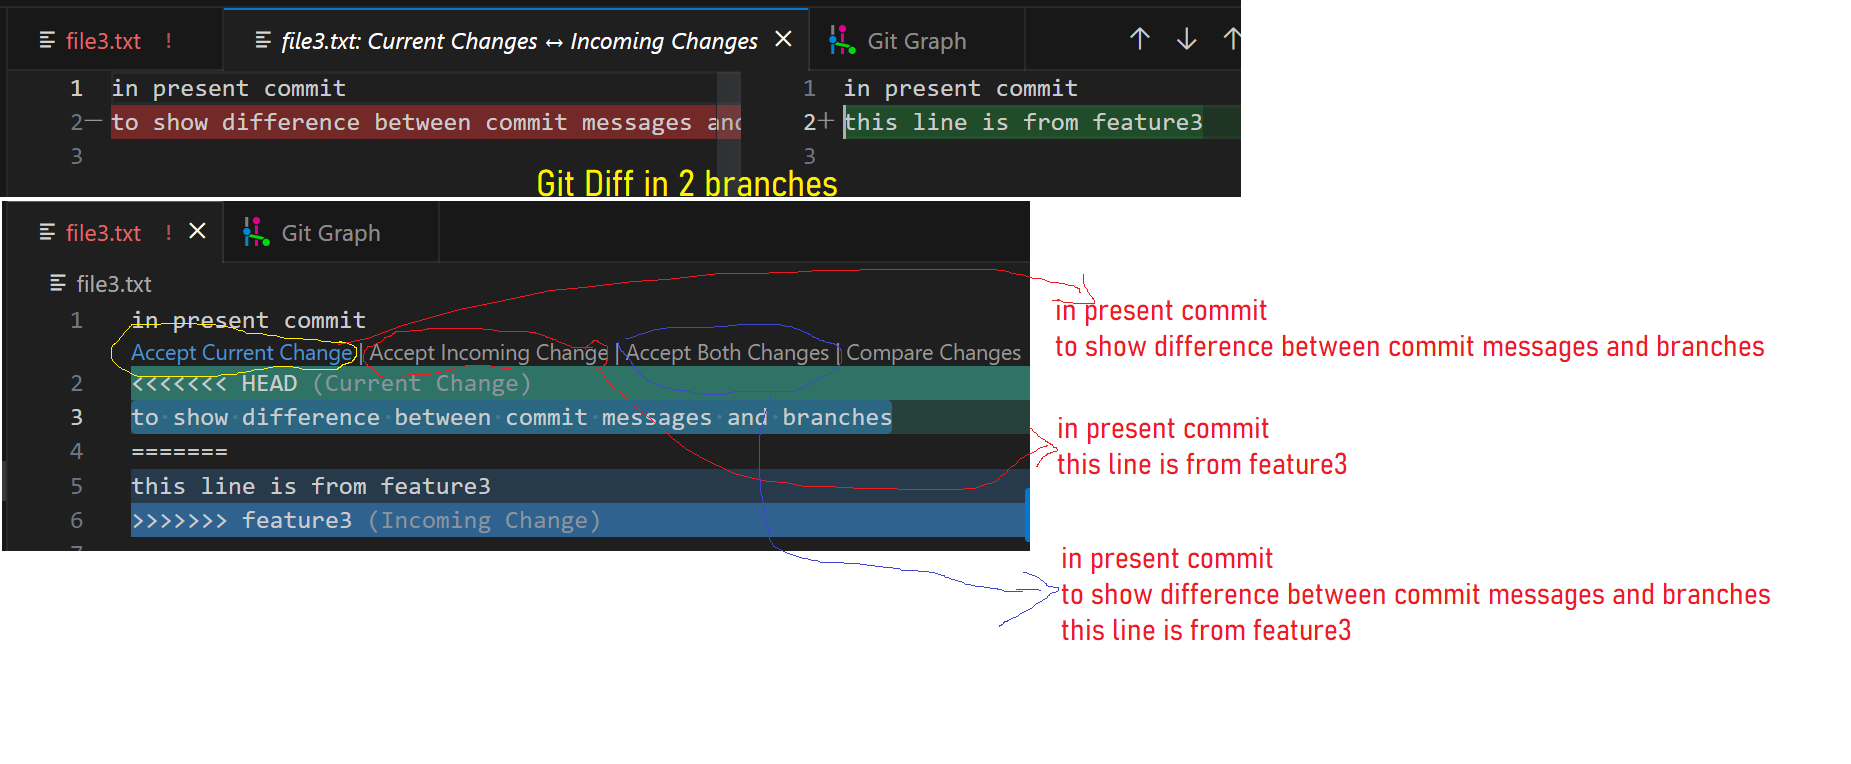 file3.txt !
file3.txt: Current Changes ↔ Incoming Changes
Git Graph
1 in present commit
2 to show difference between commit messages and
3
1 in present commit
2+ this line is from feature3
3
Git Diff in 2 branches
file3.txt !
Git Graph
file3.txt
1 in present commit
Accept Current Change | Accept Incoming Change | Accept Both Changes | Compare Changes
2 <<<<<<< HEAD (Current Change)
3 to show difference between commit messages and branches
4 =======
5 this line is from feature3
6 >>>>>>> feature3 (Incoming Change)
in present commit
to show difference between commit messages and branches
in present commit
this line is from feature3
in present commit
to show difference between commit messages and branches
this line is from feature3